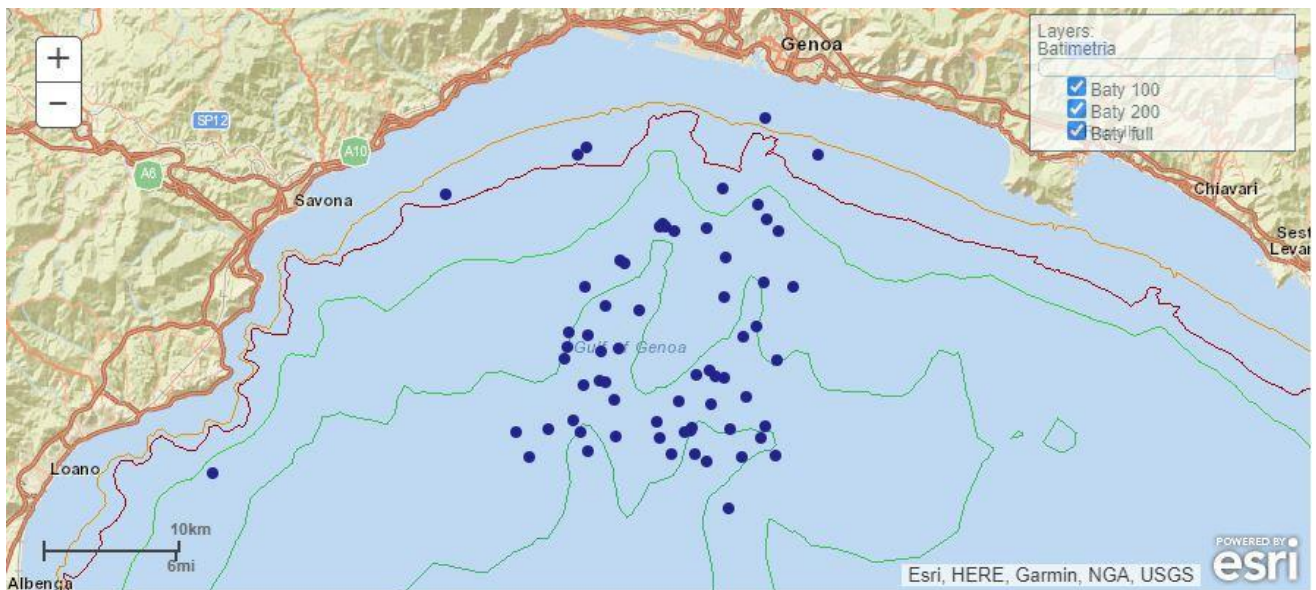 +
−
SP12
A10
A6
Genoa
Layers:
Batimetria
Baty 100
Baty 200
Baty full
Savona
Chiavari
Sest
Levan
Gulf of Genoa
Loano
10km
6mi
Albenga
POWERED BY
esri
Esri, HERE, Garmin, NGA, USGS